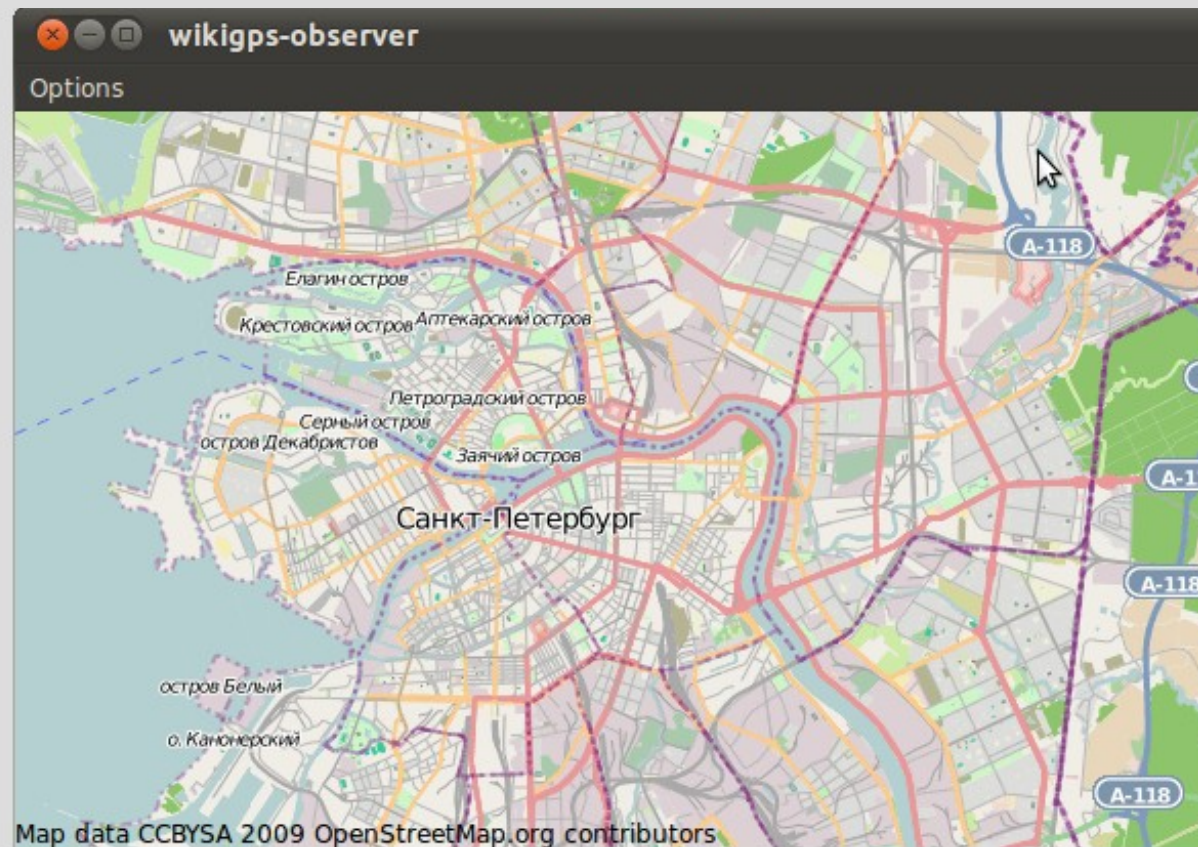 wikigps-observer
Options
A-118
Елагин остров
Крестовский остров
Аптекарский остров
Петроградский остров
Серный остров
остров Декабристов
Заячий остров
A-1
Санкт-Петербург
A-118
остров Белый
о. Канонерский
A-118
Map data CCBYSA 2009 OpenStreetMap.org contributors